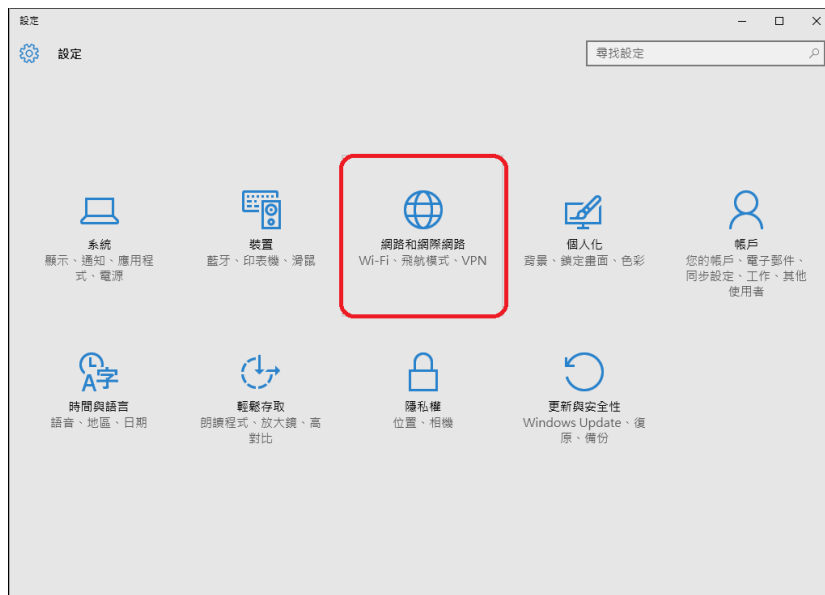 設定
設定
尋找設定
系統
顯示、通知、應用程
式、電源
裝置
藍牙、印表機、滑鼠
網路和網際網路
Wi-Fi、飛航模式、VPN
個人化
背景、鎖定畫面、色彩
帳戶
您的帳戶、電子郵件、
同步設定、工作、其他
使用者
時間與語言
語音、地區、日期
輕鬆存取
朗讀程式、放大鏡、高
對比
隱私權
位置、相機
更新與安全性
Windows Update、復
原、備份